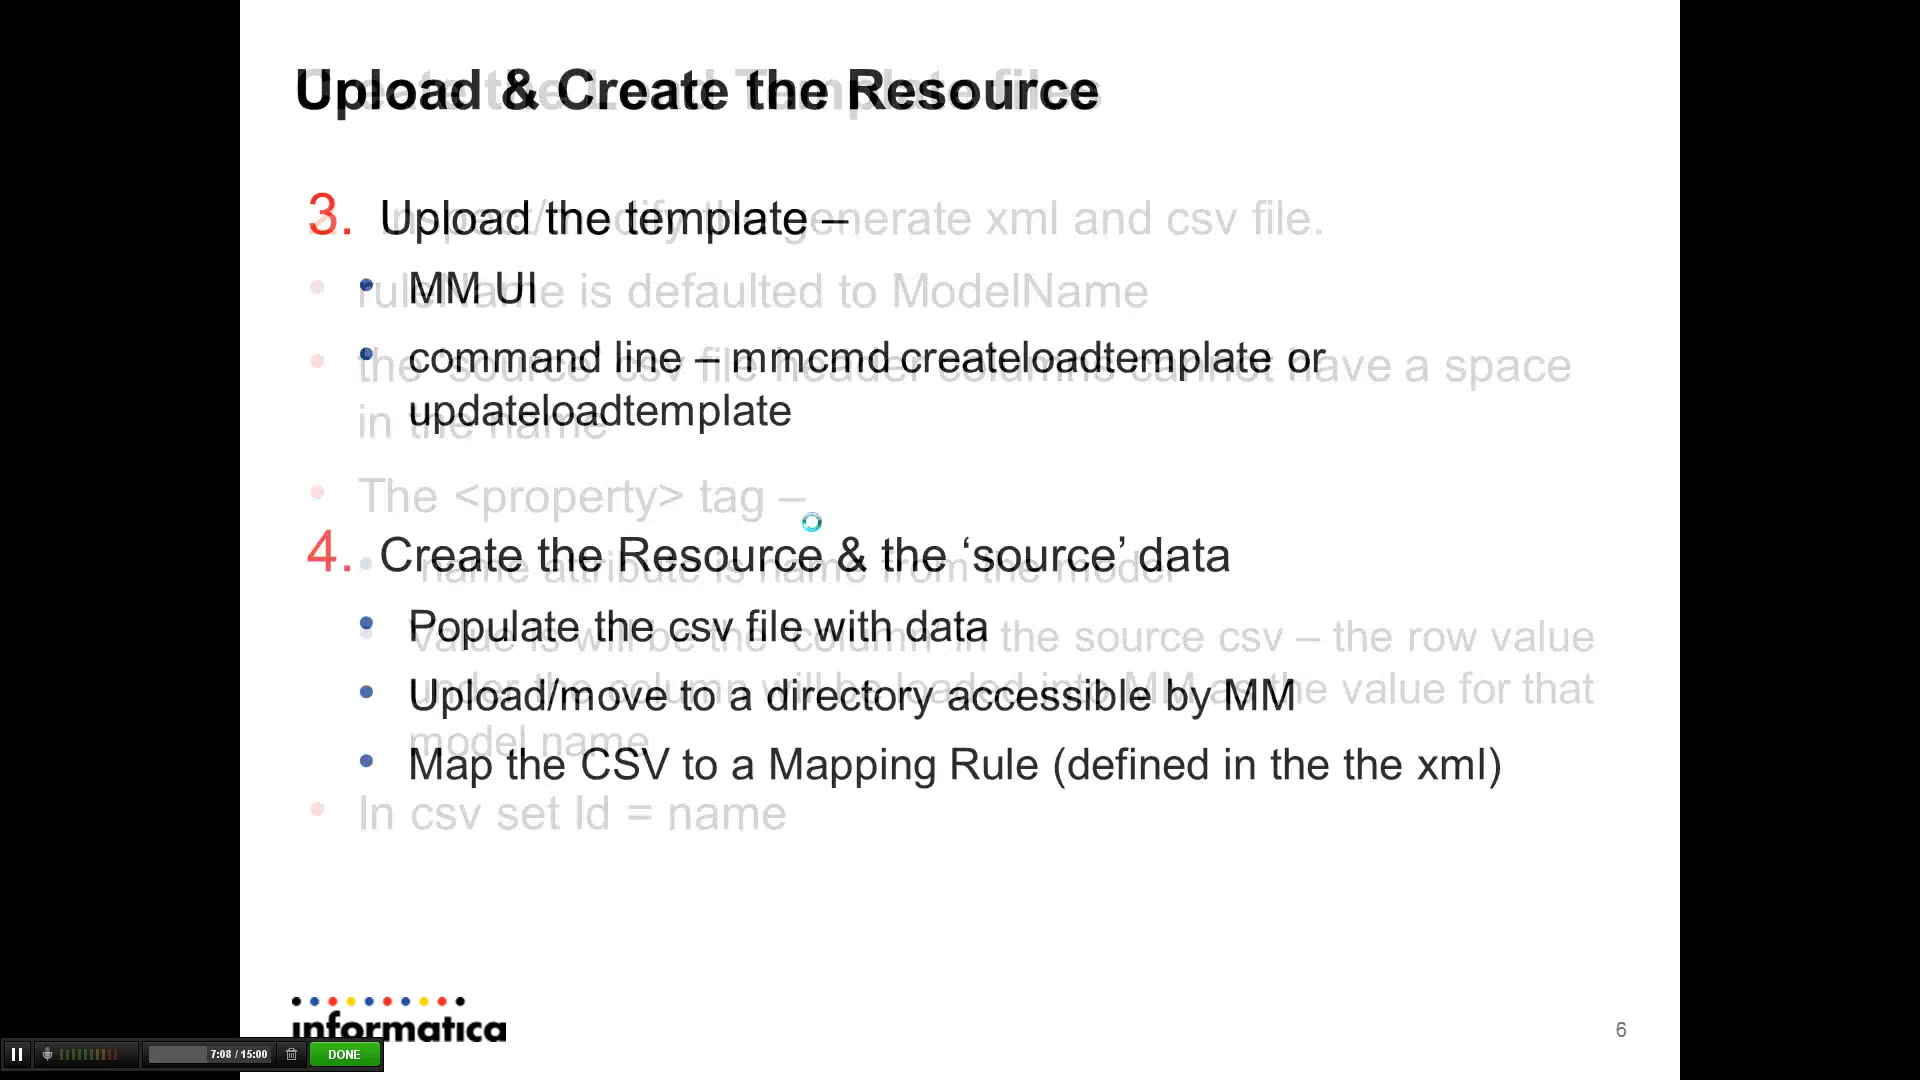 Upload & Create the Resource
3. Upload the template –
• MM UI
• command line – mmcmd createloadtemplate or
updateloadtemplate
4. Create the Resource & the ‘source’ data
• Populate the csv file with data
• Upload/move to a directory accessible by MM
• Map the CSV to a Mapping Rule (defined in the the xml)
generate xml and csv file.
is defaulted to ModelName
the 'source' csv file header columns cannot have a space
in the name
• The <property> tag –
name attribute is name from the model
the source csv – the row value
under the column will be loaded into MM as the value for that
model name
• In csv set Id = name
informatica
6
7:08 / 15:00
DONE